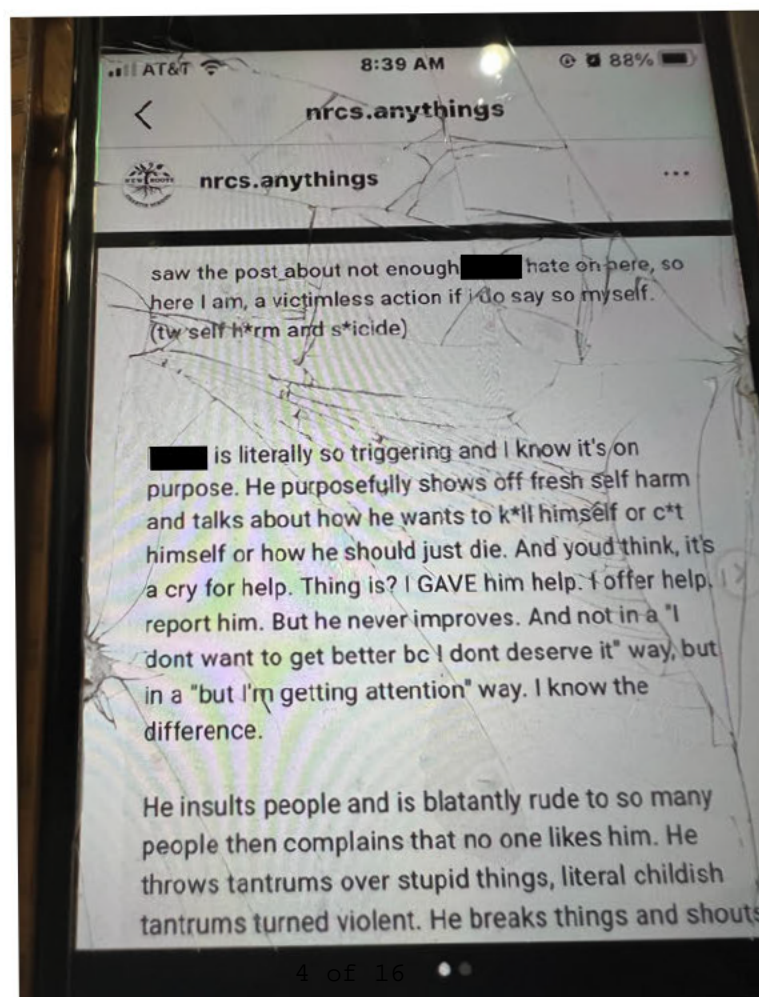 AT&T 8:39 AM 88%
nrcs.anythings
nrcs.anythings
saw the post about not enough hate on here, so
here I am, a victimless action if i do say so myself.
(tw self h*rm and s*icide)
is literally so triggering and I know it's on
purpose. He purposefully shows off fresh self harm
and talks about how he wants to k*ll himself or c*t
himself or how he should just die. And youd think, it's
a cry for help. Thing is? I GAVE him help. I offer help. I
report him. But he never improves. And not in a "I
dont want to get better bc I dont deserve it" way, but
in a "but I'm getting attention" way. I know the
difference.
He insults people and is blatantly rude to so many
people then complains that no one likes him. He
throws tantrums over stupid things, literal childish
tantrums turned violent. He breaks things and shouts
4 of 16